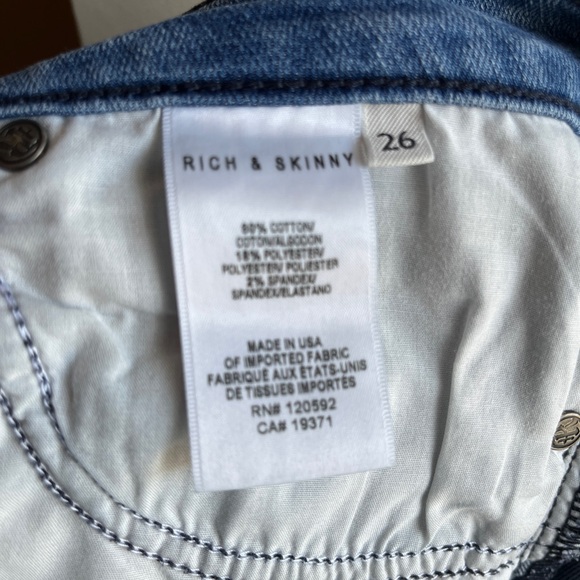 RICH & SKINNY
26
80% COTTON/
COTON/ALGODON
18% POLYESTER/
POLYESTER/ POLIESTER
2% SPANDEX/
SPANDEX/ELASTANO
MADE IN USA
OF IMPORTED FABRIC
FABRIQUE AUX ÉTATS-UNIS
DE TISSUES IMPORTÉS
RN# 120592
CA# 19371